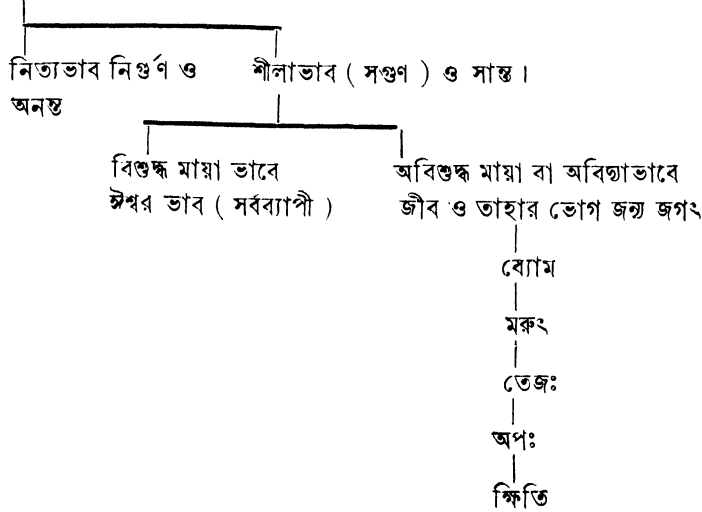 নিত্যভাব নির্গুণ ও
অনন্ত
লীলাভাব ( সগুণ ) ও সান্ত ।
বিশুদ্ধ মায়া ভাবে
ঈশ্বর ভাব ( সর্বব্যাপী )
অবিশুদ্ধ মায়া বা অবিদ্যাভাবে
জীব ও তাহার ভোগ জন্য জগৎ
ব্যোম
মরুৎ
তেজঃ
অপঃ
ক্ষিতি